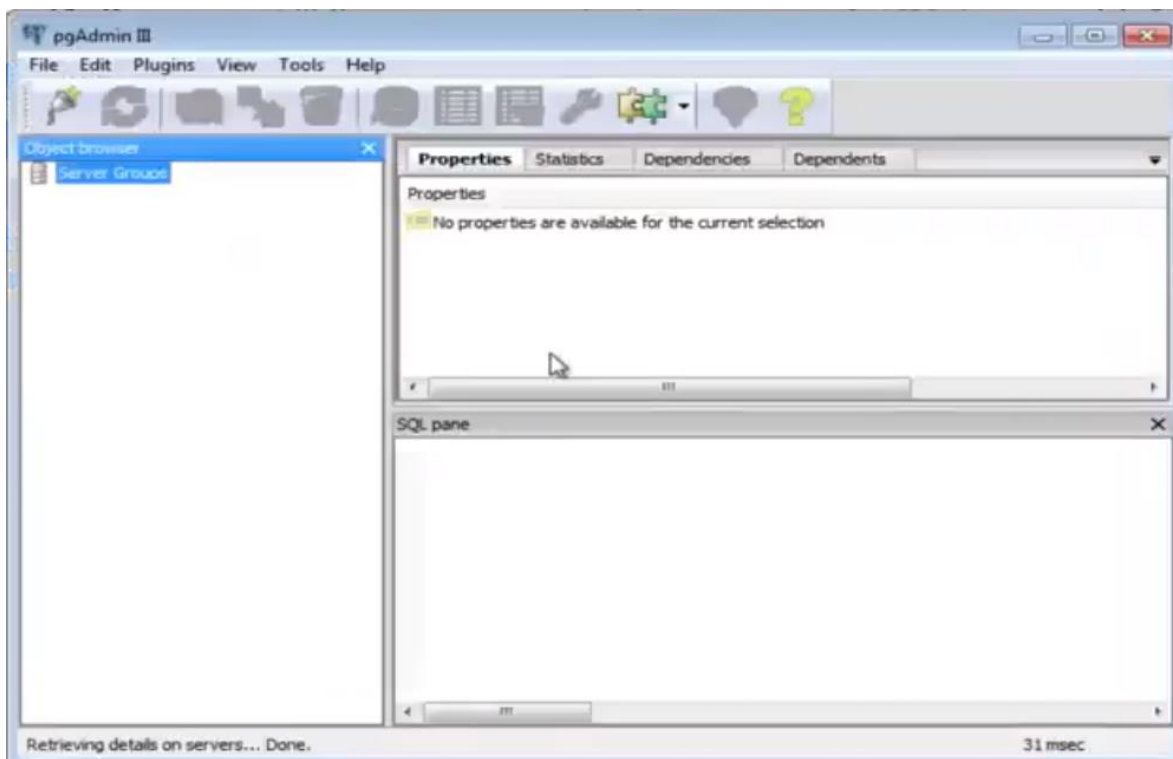 pgAdmin III
File Edit Plugins View Tools Help
Object browser
Server Groups
Properties Statistics Dependencies Dependents
Properties
No properties are available for the current selection
SQL pane
Retrieving details on servers... Done.
31 msec